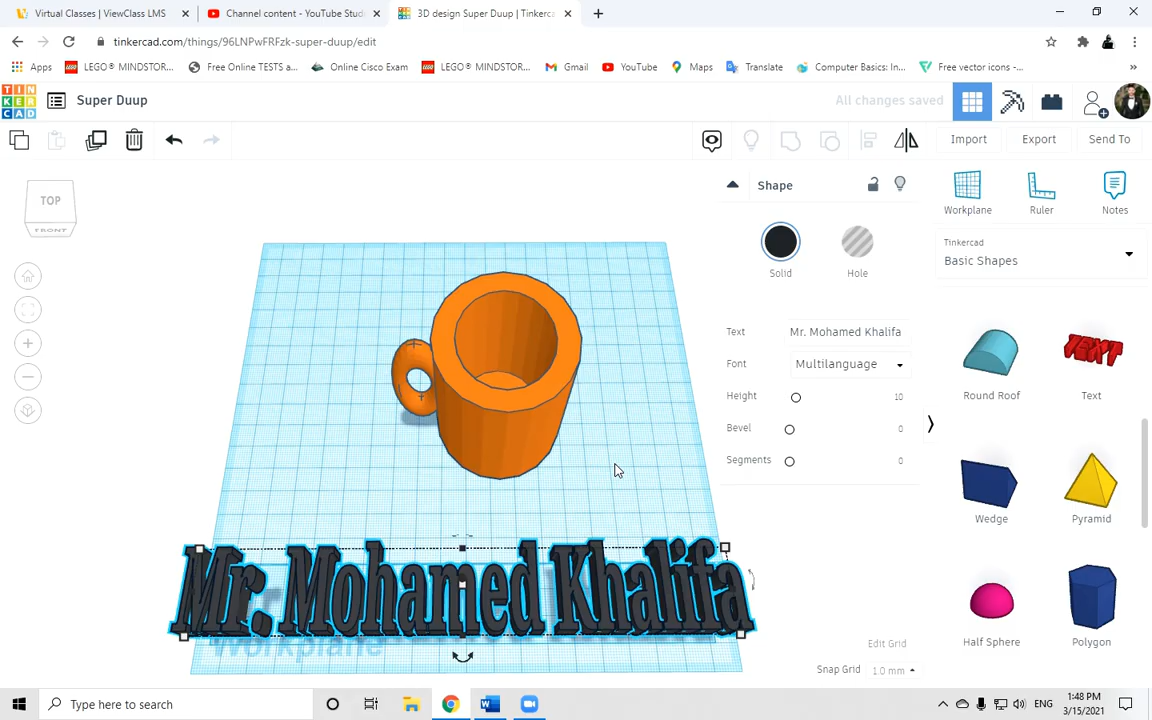 Virtual Classes | ViewClass LMS
Channel content - YouTube Studi
3D design Super Duup | Tinkerca
tinkercad.com/things/96LNPwFRFzk-super-duup/edit
Apps
LEGO® MINDSTOR...
Free Online TESTS a...
Online Cisco Exam
LEGO® MINDSTOR...
Gmail
YouTube
Maps
Translate
Computer Basics: In...
Free vector icons -...
»
TIN
KER
CAD
Super Duup
All changes saved
Import
Export
Send To
TOP
FRONT
Shape
Solid
Hole
Text
Mr. Mohamed Khalifa
Font
Multilanguage
Height
10
Bevel
0
Segments
0
Workplane
Ruler
Notes
Tinkercad
Basic Shapes
TEXT
Round Roof
Text
Wedge
Pyramid
Half Sphere
Polygon
Mr. Mohamed Khalifa
Workplane
Edit Grid
Snap Grid
1.0 mm
Type here to search
ENG
1:48 PM
3/15/2021